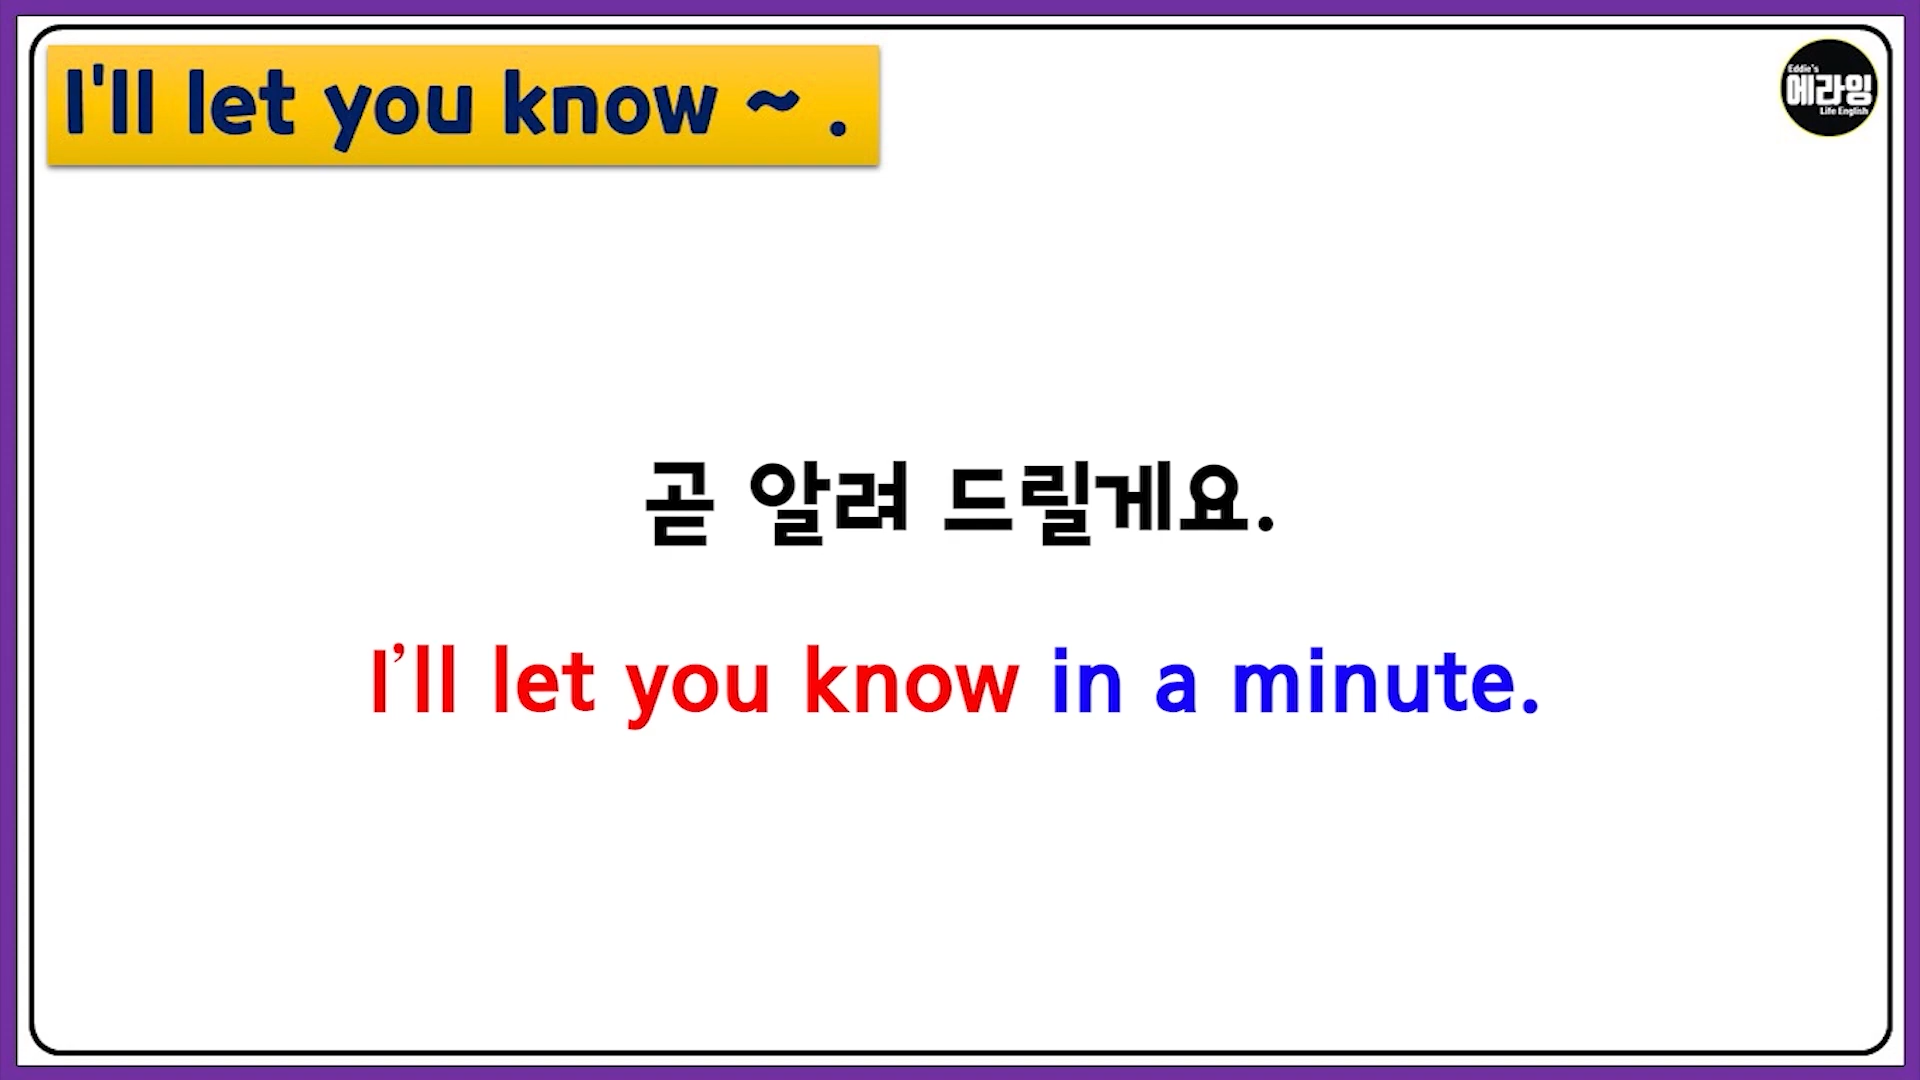 I'll let you know ~ .
Eddie's
에라잉
Life English
곧 알려 드릴게요.
I’ll let you know in a minute.